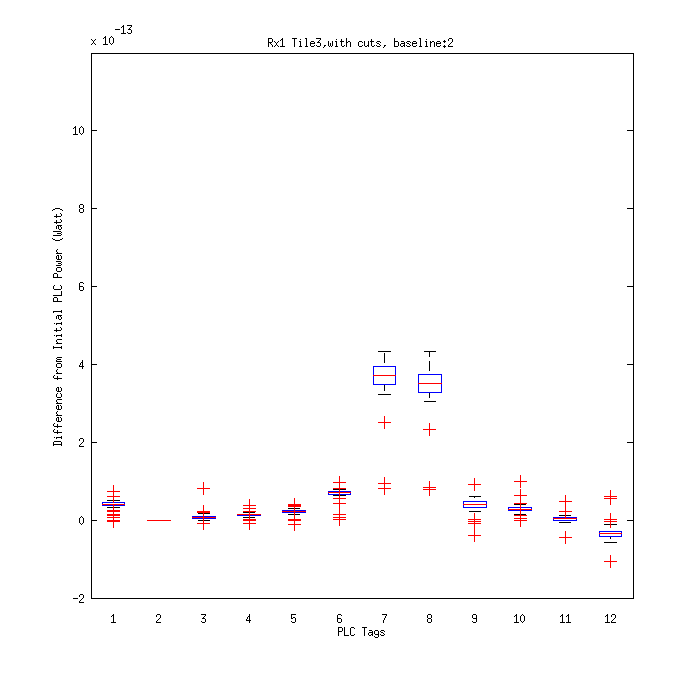 x 10 -13
Rx1 Tile3,with cuts, baseline:2
Difference from Initial PLC Power (Watt)
10
8
6
4
2
0
-2
1 2 3 4 5 6 7 8 9 10 11 12
PLC Tags